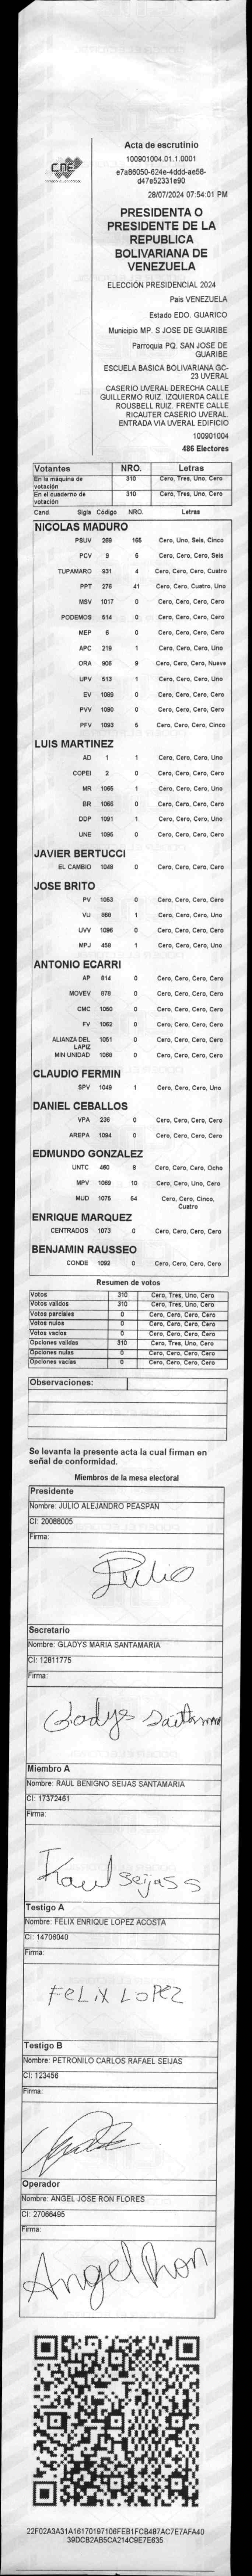 CNE
Acta de escrutinio
100901004.01.1.0001
e7a86050-624e-4ddd-ae58-
d47e52331e90
28/07/2024 07:54:01 PM
PRESIDENTA O
PRESIDENTE DE LA
REPUBLICA
BOLIVARIANA DE
VENEZUELA
ELECCIÓN PRESIDENCIAL 2024
Pais VENEZUELA
Estado EDO. GUARICO
Municipio MP. S JOSE DE GUARIBE
Parroquia PQ. SAN JOSE DE
GUARIBE
ESCUELA BASICA BOLIVARIANA GC-
23 UVERAL
CASERIO UVERAL DERECHA CALLE
GUILLERMO RUIZ. IZQUIERDA CALLE
ROUSBELL RUIZ. FRENTE CALLE
RICAUTER CASERIO UVERAL.
ENTRADA VIA UVERAL EDIFICIO
100901004
486 Electores
Votantes NRO. Letras
En la máquina de votación 310 Cero, Tres, Uno, Cero
En el cuaderno de votación 310 Cero, Tres, Uno, Cero
Cand. Sigla Código NRO. Letras
NICOLAS MADURO
PSUV 269 165 Cero, Uno, Seis, Cinco
PCV 9 6 Cero, Cero, Cero, Seis
TUPAMARO 931 4 Cero, Cero, Cero, Cuatro
PPT 275 41 Cero, Cero, Cuatro, Uno
MSV 1017 0 Cero, Cero, Cero, Cero
PODEMOS 514 0 Cero, Cero, Cero, Cero
MEP 6 0 Cero, Cero, Cero, Cero
APC 219 1 Cero, Cero, Cero, Uno
ORA 906 9 Cero, Cero, Cero, Nueve
UPV 513 1 Cero, Cero, Cero, Uno
EV 1089 0 Cero, Cero, Cero, Cero
PVV 1090 0 Cero, Cero, Cero, Cero
PFV 1093 5 Cero, Cero, Cero, Cinco
LUIS MARTINEZ
AD 1 1 Cero, Cero, Cero, Uno
COPEI 2 0 Cero, Cero, Cero, Cero
MR 1065 1 Cero, Cero, Cero, Uno
BR 1066 0 Cero, Cero, Cero, Cero
DDP 1091 1 Cero, Cero, Cero, Uno
UNE 1095 0 Cero, Cero, Cero, Cero
JAVIER BERTUCCI
EL CAMBIO 1048 0 Cero, Cero, Cero, Cero
JOSE BRITO
PV 1053 0 Cero, Cero, Cero, Cero
VU 868 1 Cero, Cero, Cero, Uno
UVV 1096 0 Cero, Cero, Cero, Cero
MPJ 458 1 Cero, Cero, Cero, Uno
ANTONIO ECARRI
AP 814 0 Cero, Cero, Cero, Cero
MOVEV 878 0 Cero, Cero, Cero, Cero
CMC 1050 0 Cero, Cero, Cero, Cero
FV 1062 0 Cero, Cero, Cero, Cero
ALIANZA DEL LAPIZ 1051 0 Cero, Cero, Cero, Cero
MIN UNIDAD 1068 0 Cero, Cero, Cero, Cero
CLAUDIO FERMIN
SPV 1049 1 Cero, Cero, Cero, Uno
DANIEL CEBALLOS
VPA 236 0 Cero, Cero, Cero, Cero
AREPA 1094 0 Cero, Cero, Cero, Cero
EDMUNDO GONZALEZ
UNTC 460 8 Cero, Cero, Cero, Ocho
MPV 1069 10 Cero, Cero, Uno, Cero
MUD 1075 54 Cero, Cero, Cinco,
Cuatro
ENRIQUE MARQUEZ
CENTRADOS 1073 0 Cero, Cero, Cero, Cero
BENJAMIN RAUSSEO
CONDE 1092 0 Cero, Cero, Cero, Cero
Resumen de votos
Votos 310 Cero, Tres, Uno, Cero
Votos validos 310 Cero, Tres, Uno, Cero
Votos parciales 0 Cero, Cero, Cero, Cero
Votos nulos 0 Cero, Cero, Cero, Cero
Votos vacíos 0 Cero, Cero, Cero, Cero
Opciones validas 310 Cero, Tres, Uno, Cero
Opciones nulas 0 Cero, Cero, Cero, Cero
Opciones vacías 0 Cero, Cero, Cero, Cero
Observaciones:
Se levanta la presente acta la cual firman en
señal de conformidad.
Miembros de la mesa electoral
Presidente
Nombre: JULIO ALEJANDRO PEASPAN
CI: 20088005
Firma:
Julio
Secretario
Nombre: GLADYS MARIA SANTAMARIA
CI: 12811775
Firma:
Gladys
Miembro A
Nombre: RAUL BENIGNO SEIJAS SANTAMARIA
CI: 17372461
Firma:
Raul seijas s
Testigo A
Nombre: FELIX ENRIQUE LOPEZ ACOSTA
CI: 14706040
Firma:
FELIX LOPEZ
Testigo B
Nombre: PETRONILO CARLOS RAFAEL SEIJAS
CI: 123456
Firma:
Operador
Nombre: ANGEL JOSE RON FLORES
CI: 27066495
Firma:
Angel Ron
22F02A3A31A16170197106FEB1FCB487AC7E7AFA40
39DCB2AB5CA214C9E7E635